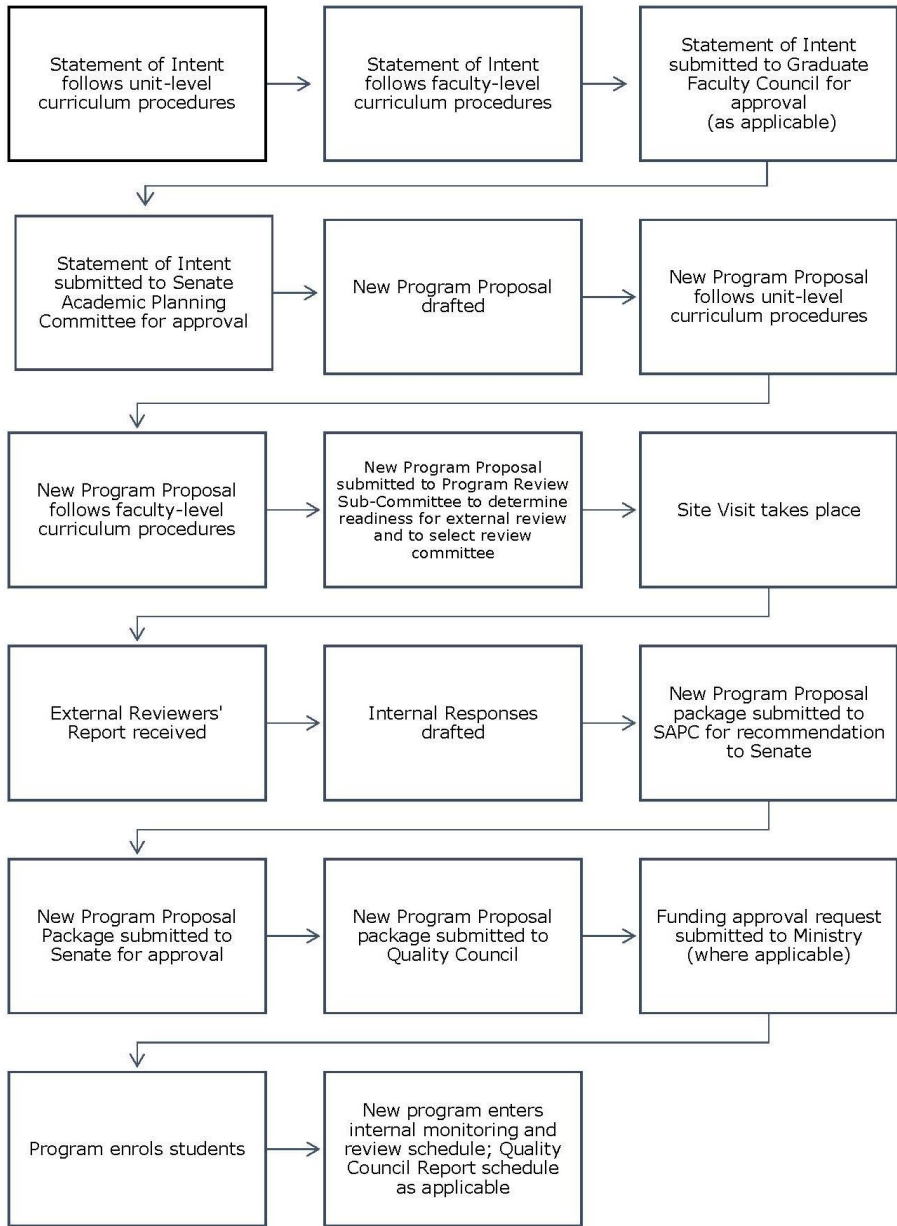 Statement of Intent
follows unit-level
curriculum procedures
Statement of Intent
follows faculty-level
curriculum procedures
Statement of Intent
submitted to Graduate
Faculty Council for
approval
(as applicable)
Statement of Intent
submitted to Senate
Academic Planning
Committee for approval
New Program Proposal
drafted
New Program Proposal
follows unit-level
curriculum procedures
New Program Proposal
follows faculty-level
curriculum procedures
New Program Proposal
submitted to Program Review
Sub-Committee to determine
readiness for external review
and to select review
committee
Site Visit takes place
External Reviewers'
Report received
Internal Responses
drafted
New Program Proposal
package submitted to
SAPC for recommendation
to Senate
New Program Proposal
Package submitted to
Senate for approval
New Program Proposal
package submitted to
Quality Council
Funding approval request
submitted to Ministry
(where applicable)
Program enrols students
New program enters
internal monitoring and
review schedule; Quality
Council Report schedule
as applicable